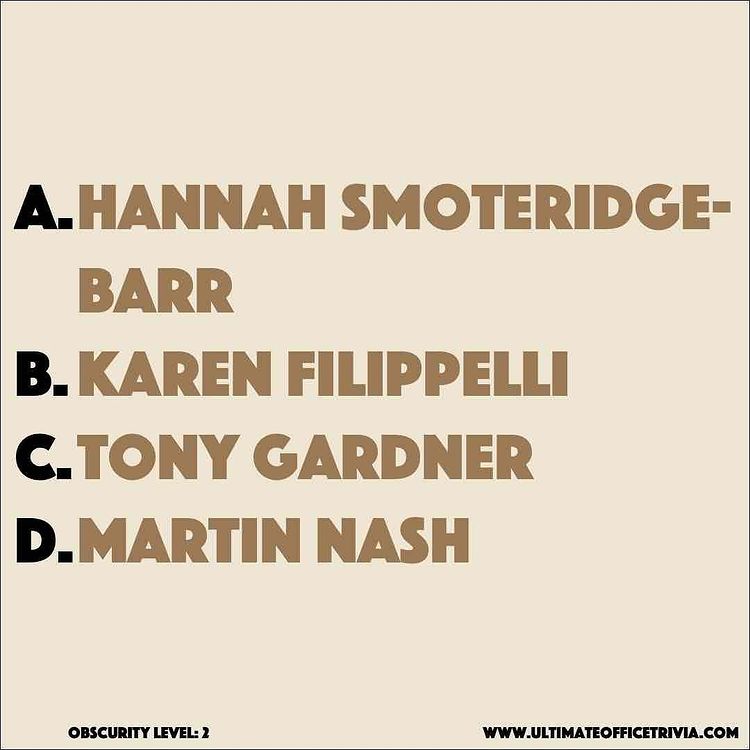 A. HANNAH SMOTERIDGE-
BARR
B. KAREN FILIPPELLI
C. TONY GARDNER
D. MARTIN NASH
OBSCURITY LEVEL: 2 WWW.ULTIMATEOFFICETRIVIA.COM